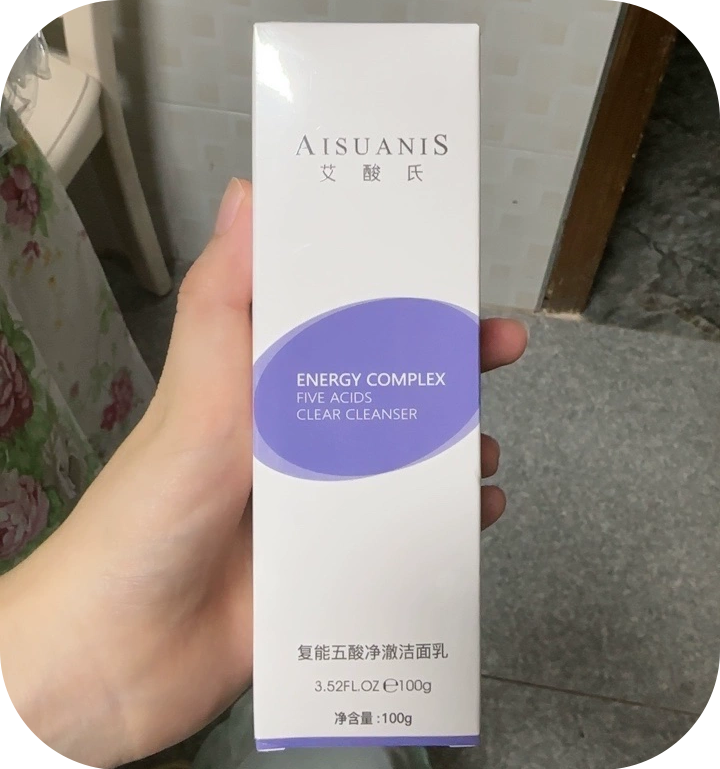 AISUANIS
艾酸氏
ENERGY COMPLEX
FIVE ACIDS
CLEAR CLEANSER
复能五酸净澈洁面乳
3.52FL.OZ ℮100g
净含量:100g